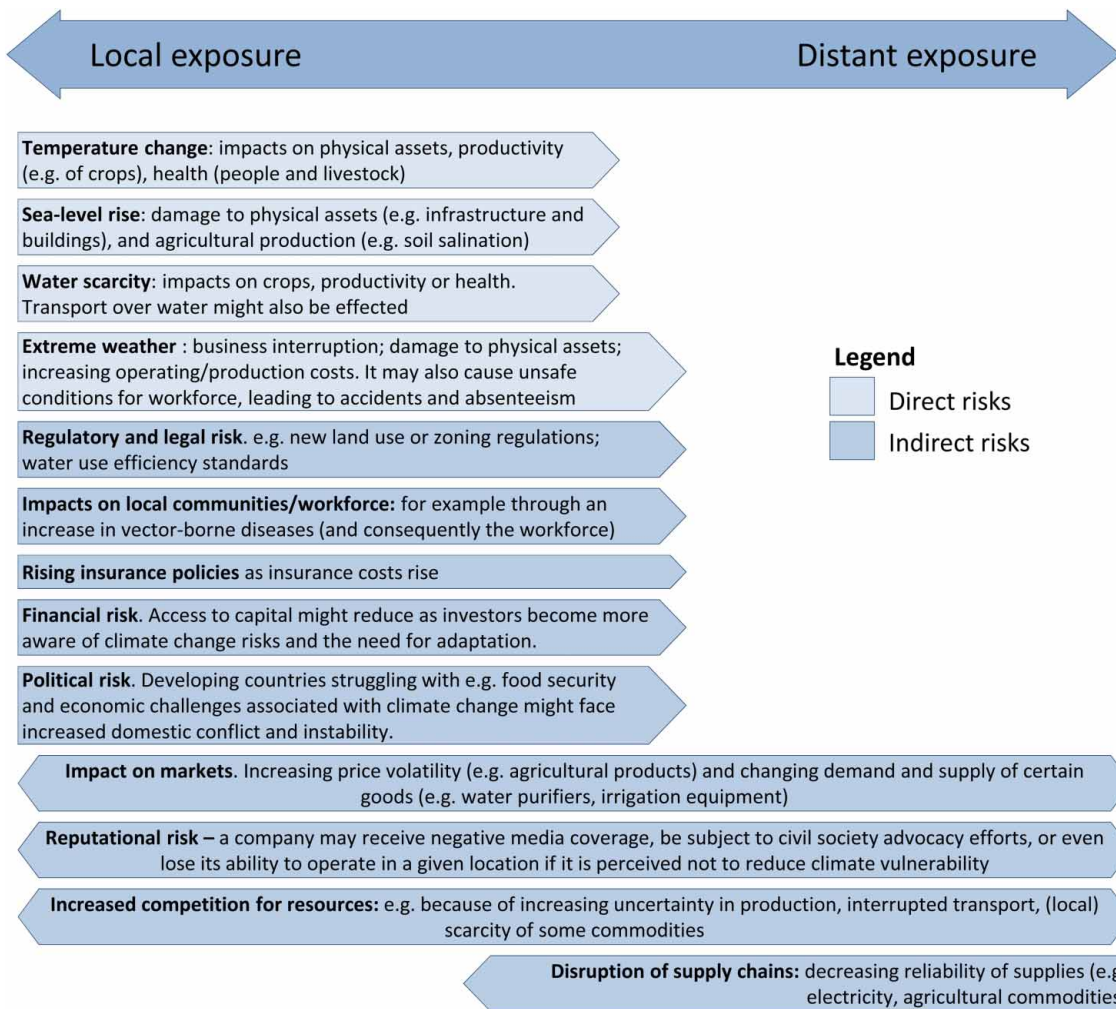 Local exposure
Distant exposure
Temperature change: impacts on physical assets, productivity
(e.g. of crops), health (people and livestock)
Sea-level rise: damage to physical assets (e.g. infrastructure and
buildings), and agricultural production (e.g. soil salination)
Water scarcity: impacts on crops, productivity or health.
Transport over water might also be effected
Extreme weather : business interruption; damage to physical assets;
increasing operating/production costs. It may also cause unsafe
conditions for workforce, leading to accidents and absenteeism
Legend
Direct risks
Indirect risks
Regulatory and legal risk. e.g. new land use or zoning regulations;
water use efficiency standards
Impacts on local communities/workforce: for example through an
increase in vector-borne diseases (and consequently the workforce)
Rising insurance policies as insurance costs rise
Financial risk. Access to capital might reduce as investors become more
aware of climate change risks and the need for adaptation.
Political risk. Developing countries struggling with e.g. food security
and economic challenges associated with climate change might face
increased domestic conflict and instability.
Impact on markets. Increasing price volatility (e.g. agricultural products) and changing demand and supply of certain
goods (e.g. water purifiers, irrigation equipment)
Reputational risk – a company may receive negative media coverage, be subject to civil society advocacy efforts, or even
lose its ability to operate in a given location if it is perceived not to reduce climate vulnerability
Increased competition for resources: e.g. because of increasing uncertainty in production, interrupted transport, (local)
scarcity of some commodities
Disruption of supply chains: decreasing reliability of supplies (e.g
electricity, agricultural commodities